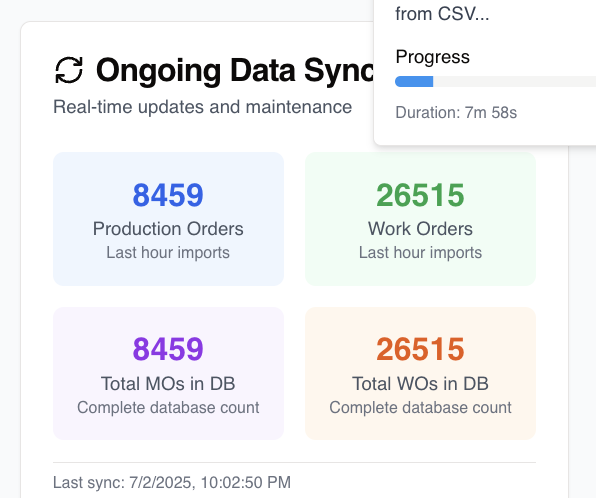 from CSV...
Progress
Duration: 7m 58s
Ongoing Data Sync
Real-time updates and maintenance
8459
Production Orders
Last hour imports
26515
Work Orders
Last hour imports
8459
Total MOs in DB
Complete database count
26515
Total WOs in DB
Complete database count
Last sync: 7/2/2025, 10:02:50 PM